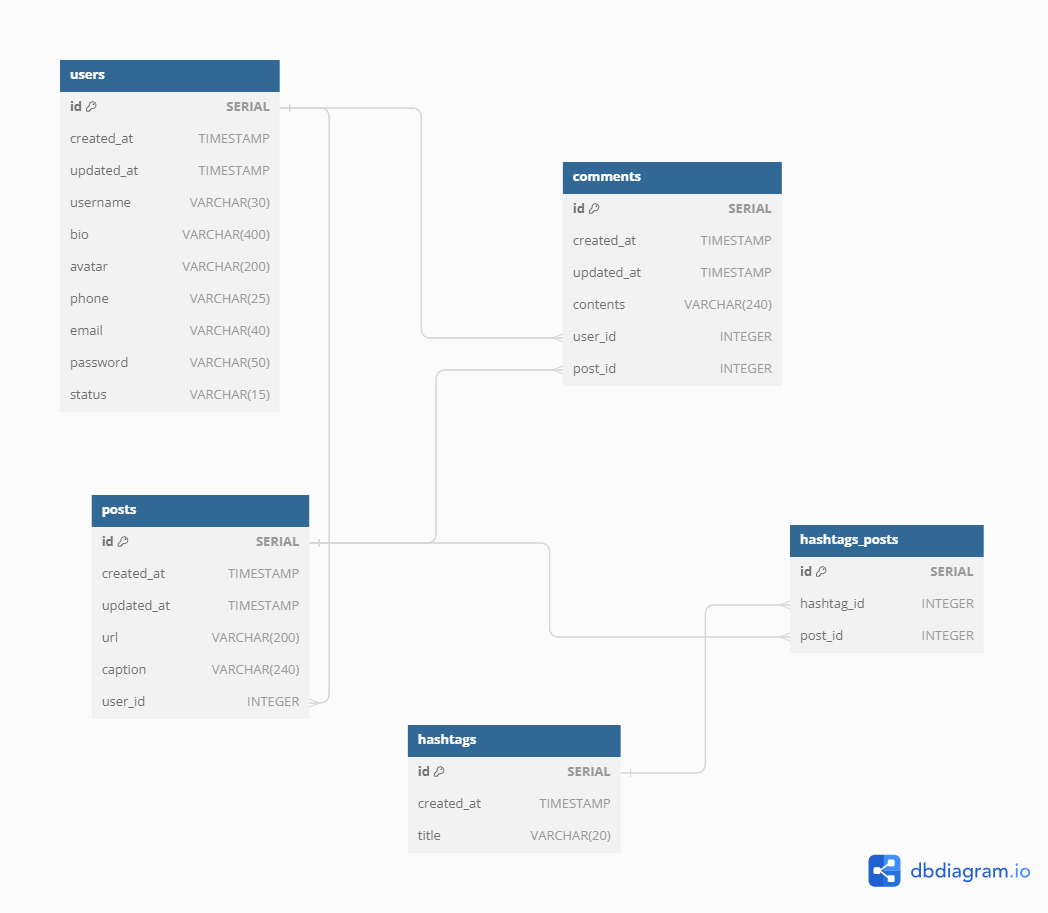 users
id SERIAL
created_at TIMESTAMP
updated_at TIMESTAMP
username VARCHAR(30)
bio VARCHAR(400)
avatar VARCHAR(200)
phone VARCHAR(25)
email VARCHAR(40)
password VARCHAR(50)
status VARCHAR(15)
comments
id SERIAL
created_at TIMESTAMP
updated_at TIMESTAMP
contents VARCHAR(240)
user_id INTEGER
post_id INTEGER
posts
id SERIAL
created_at TIMESTAMP
updated_at TIMESTAMP
url VARCHAR(200)
caption VARCHAR(240)
user_id INTEGER
hashtags_posts
id SERIAL
hashtag_id INTEGER
post_id INTEGER
hashtags
id SERIAL
created_at TIMESTAMP
title VARCHAR(20)
dbdiagram.io